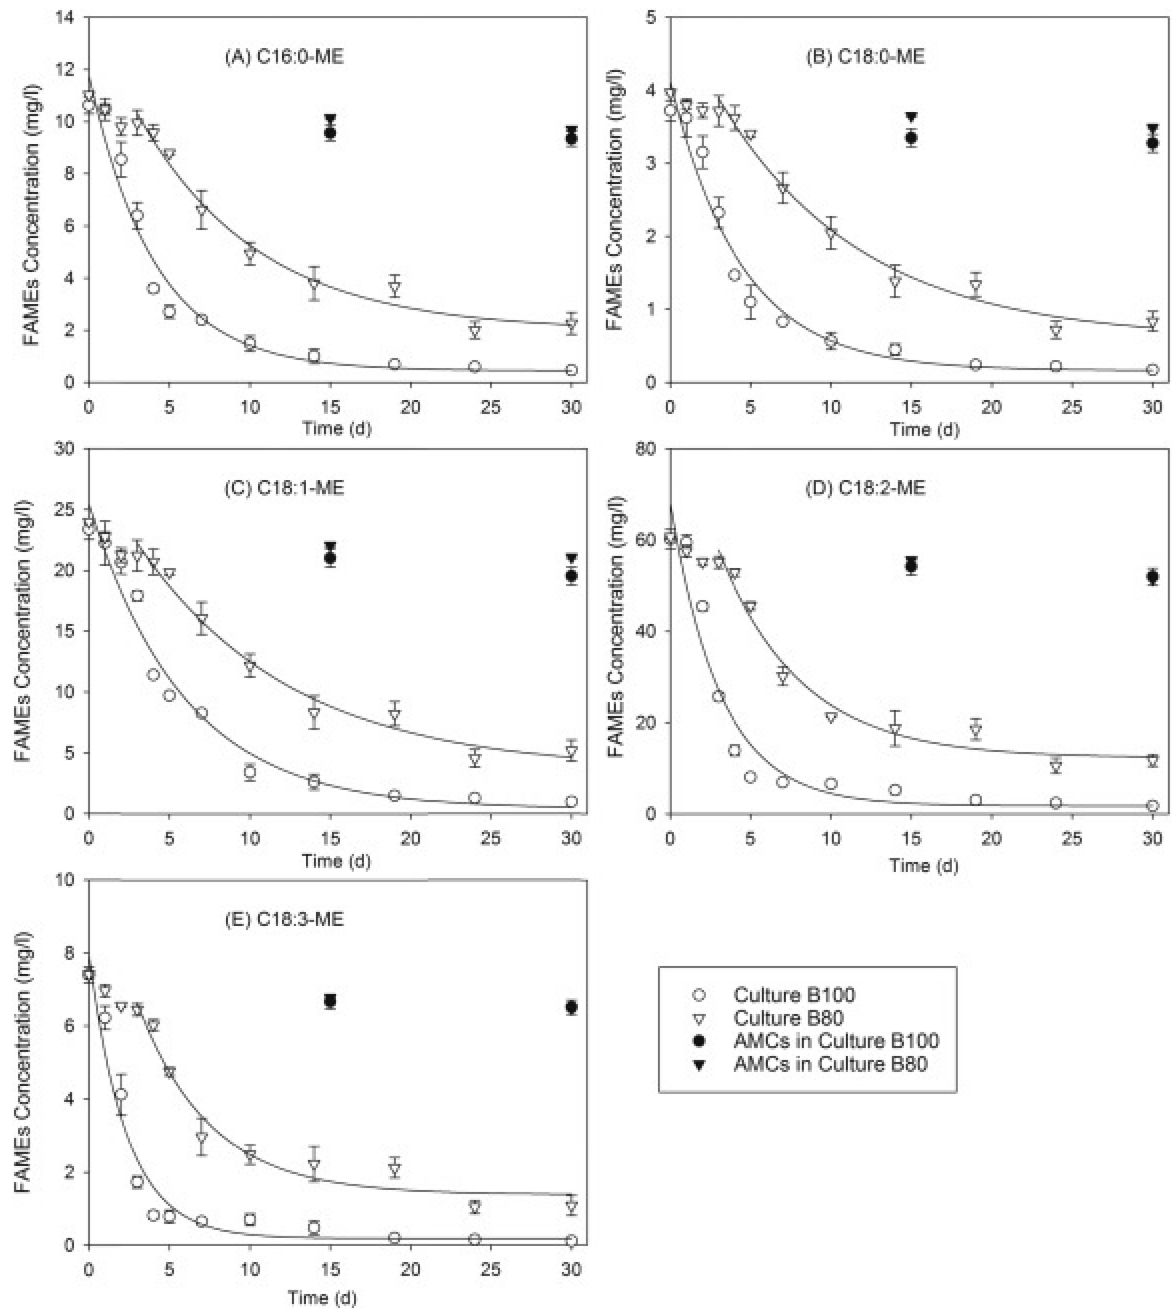 (A) C16:0-ME
FAMEs Concentration (mg/l)
14
12
10
8
6
4
2
0
0 5 10 15 20 25 30
Time (d)
(B) C18:0-ME
FAMEs Concentration (mg/l)
5
4
3
2
1
0
0 5 10 15 20 25 30
Time (d)
(C) C18:1-ME
FAMEs Concentration (mg/l)
30
25
20
15
10
5
0
0 5 10 15 20 25 30
Time (d)
(D) C18:2-ME
FAMEs Concentration (mg/l)
80
60
40
20
0
0 5 10 15 20 25 30
Time (d)
(E) C18:3-ME
FAMEs Concentration (mg/l)
10
8
6
4
2
0
0 5 10 15 20 25 30
Time (d)
Culture B100
Culture B80
AMCs in Culture B100
AMCs in Culture B80